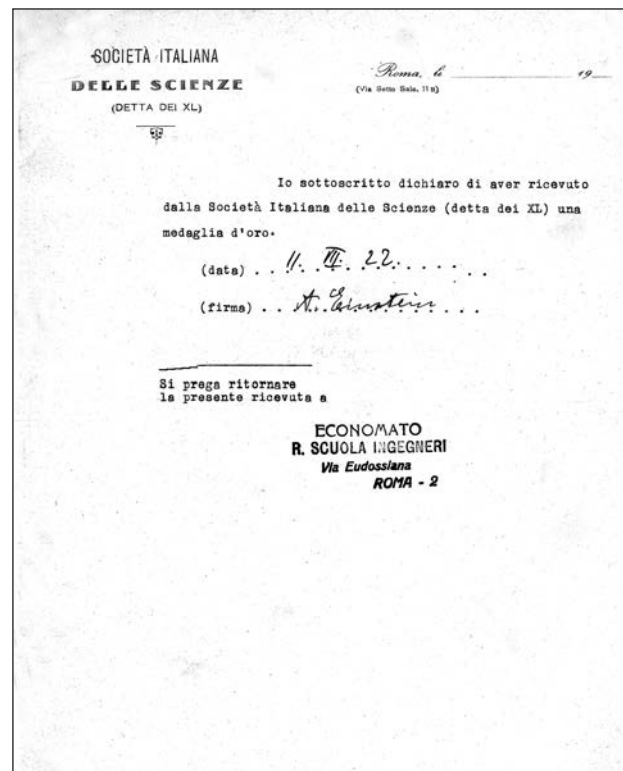 SOCIETÀ ITALIANA
DELLE SCIENZE
(DETTA DEI XL)
Roma, li 19
(Via Sette Sale, 11 B)
Io sottoscritto dichiaro di aver ricevuto
dalla Società Italiana delle Scienze (detta dei XL) una
medaglia d'oro.
(data) . . 11. III. 22. . . . . . .
(firma) . . A. Einstein . . .
Si prega ritornare
la presente ricevuta a
ECONOMATO
R. SCUOLA INGEGNERI
Via Eudossiana
ROMA - 2